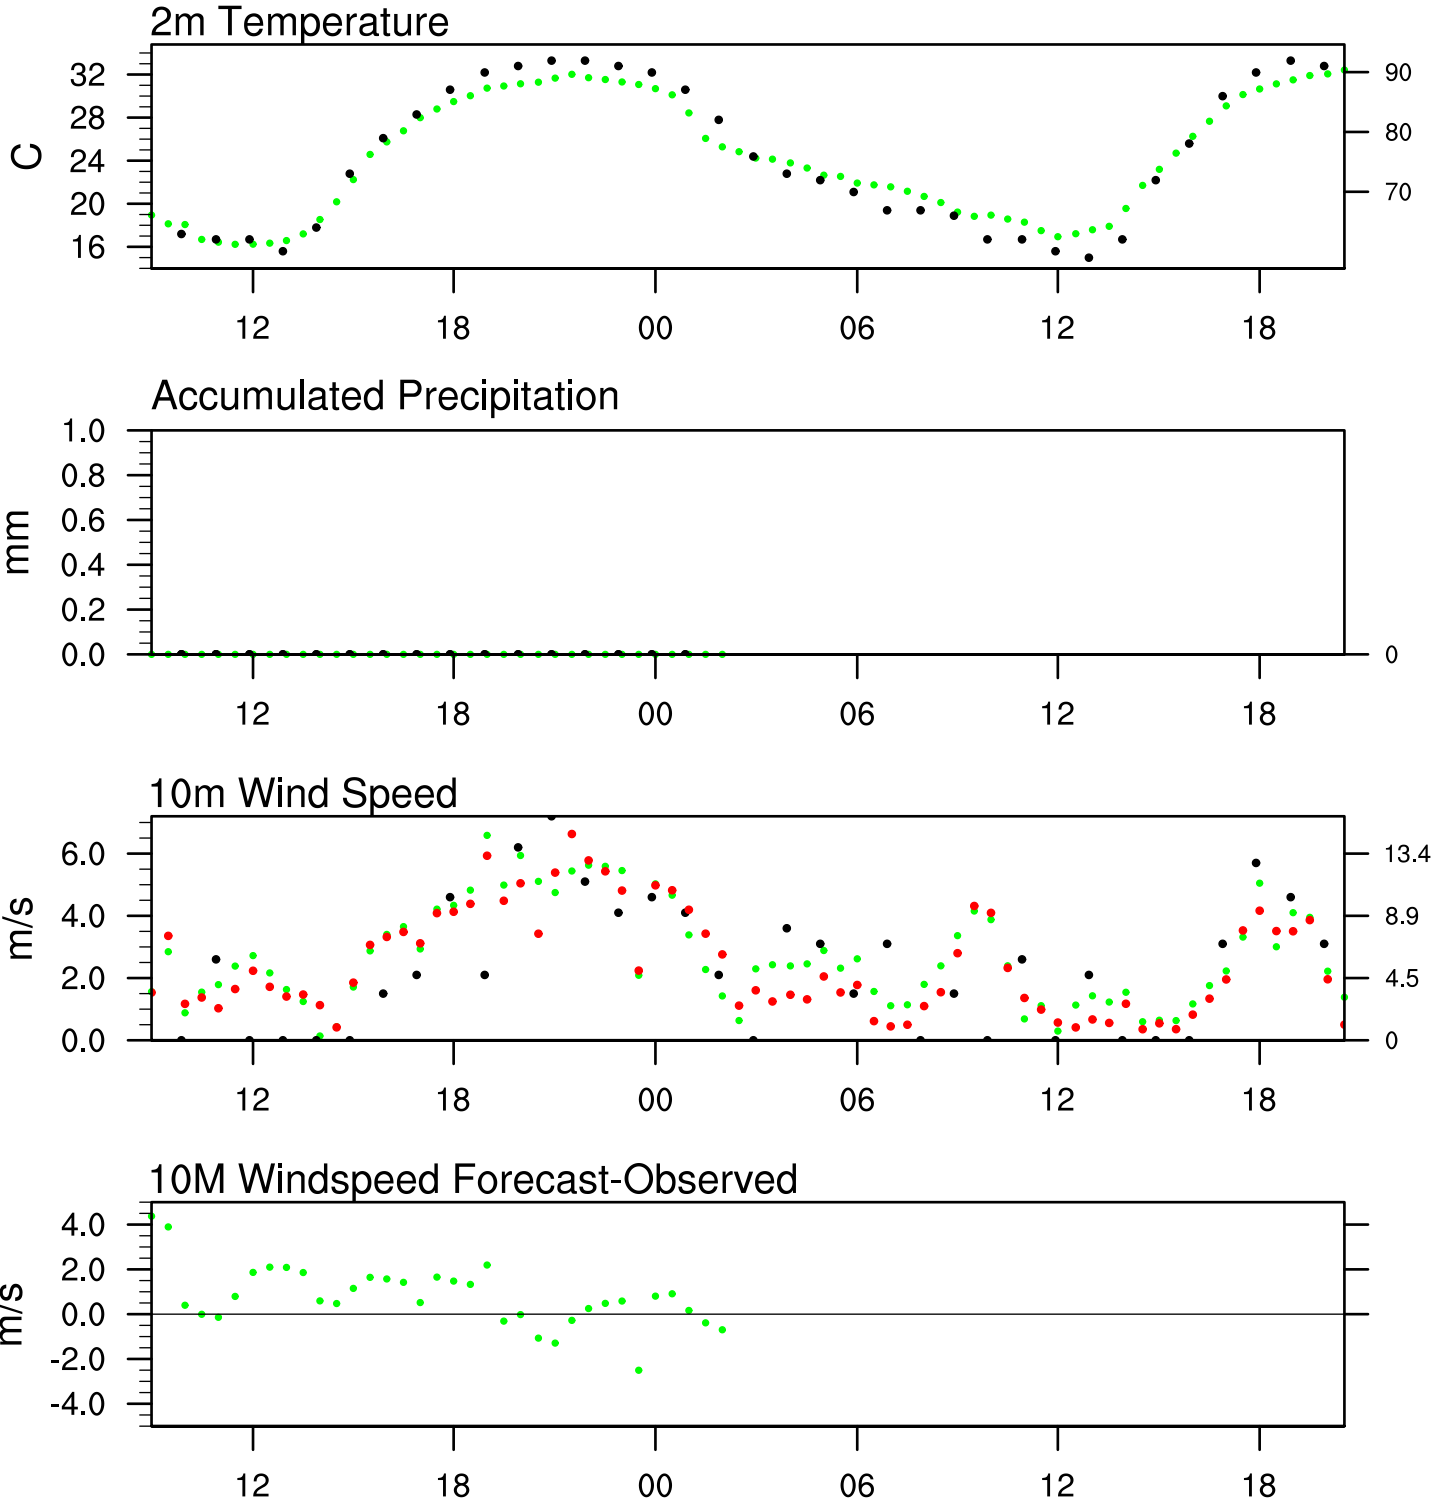 2m Temperature
C
32
28
24
20
16
90
80
70
12 18 00 06 12 18
Accumulated Precipitation
mm
1.0
0.8
0.6
0.4
0.2
0.0
0
12 18 00 06 12 18
10m Wind Speed
m/s
6.0
4.0
2.0
0.0
13.4
8.9
4.5
0
12 18 00 06 12 18
10M Windspeed Forecast-Observed
m/s
4.0
2.0
0.0
-2.0
-4.0
12 18 00 06 12 18